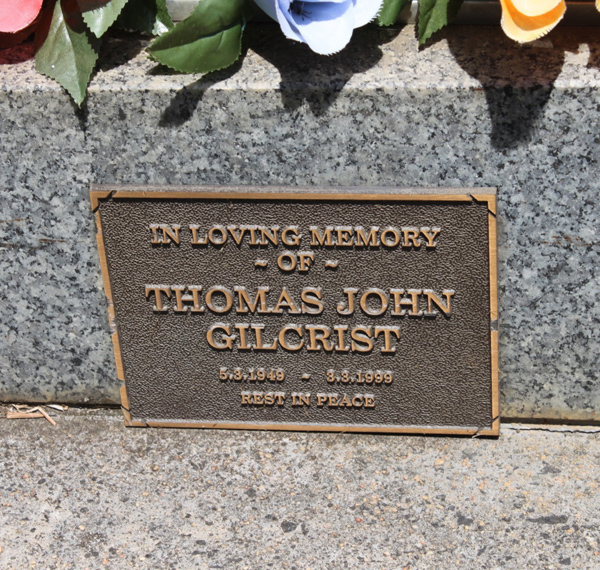 IN LOVING MEMORY
~ OF ~
THOMAS JOHN
GILCRIST
5.3.1949 - 3.3.1999
REST IN PEACE